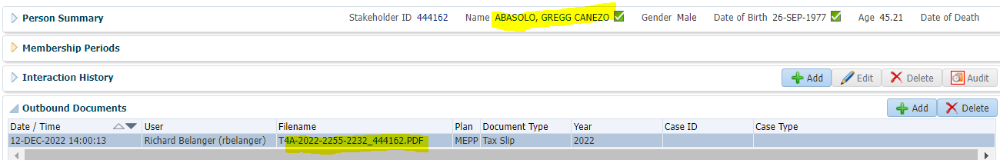 Person Summary Stakeholder ID 444162 Name ABASOLO, GREGG CANEZO Gender Male Date of Birth 26-SEP-1977 Age 45.21 Date of Death
Membership Periods
Interaction History Add Edit Delete Audit
Outbound Documents Add Delete
Date / Time User Filename Plan Document Type Year Case ID Case Type
12-DEC-2022 14:00:13 Richard Belanger (rbelanger) T4A-2022-2255-2232_444162.PDF MEPP Tax Slip 2022